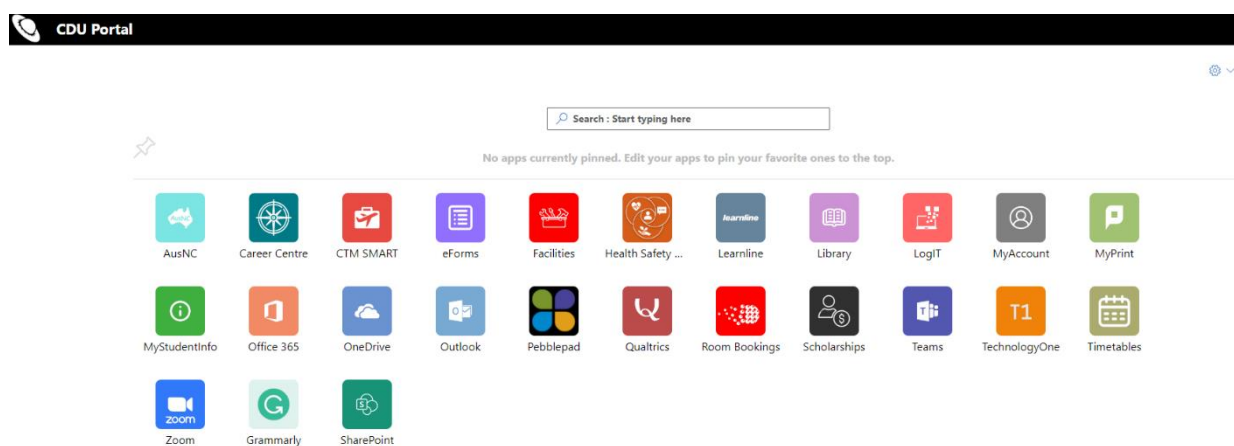 CDU Portal
Search : Start typing here
No apps currently pinned. Edit your apps to pin your favorite ones to the top.
AusNC
learnline
AusNC Career Centre CTM SMART eForms Facilities Health Safety ... Learnline Library LogIT MyAccount MyPrint
T1
MyStudentInfo Office 365 OneDrive Outlook Pebblepad Qualtrics Room Bookings Scholarships Teams TechnologyOne Timetables
zoom
Zoom Grammarly SharePoint